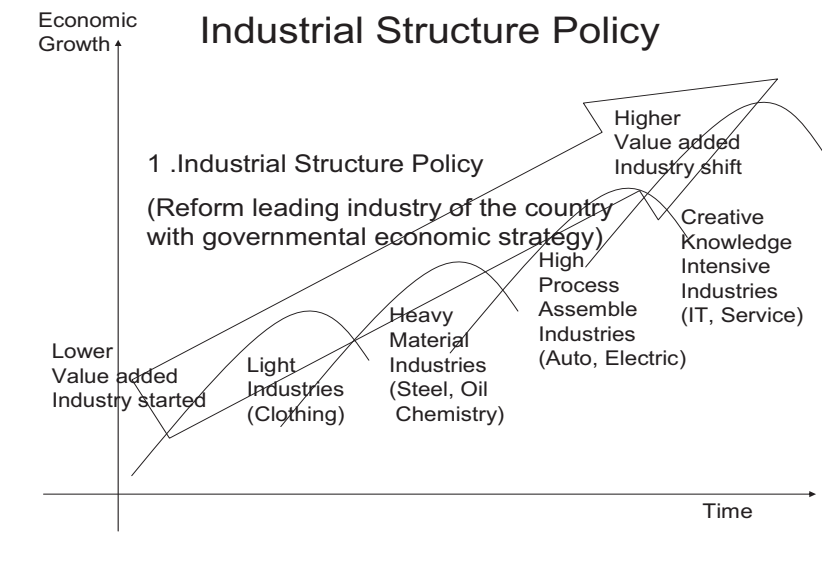 Economic
Growth
Industrial Structure Policy
1 .Industrial Structure Policy
(Reform leading industry of the country
with governmental economic strategy)
Higher
Value added
Industry shift
Creative
Knowledge
Intensive
Industries
(IT, Service)
High
Process
Assemble
Industries
(Auto, Electric)
Heavy
Material
Industries
(Steel, Oil
Chemistry)
Light
Industries
(Clothing)
Lower
Value added
Industry started
Time